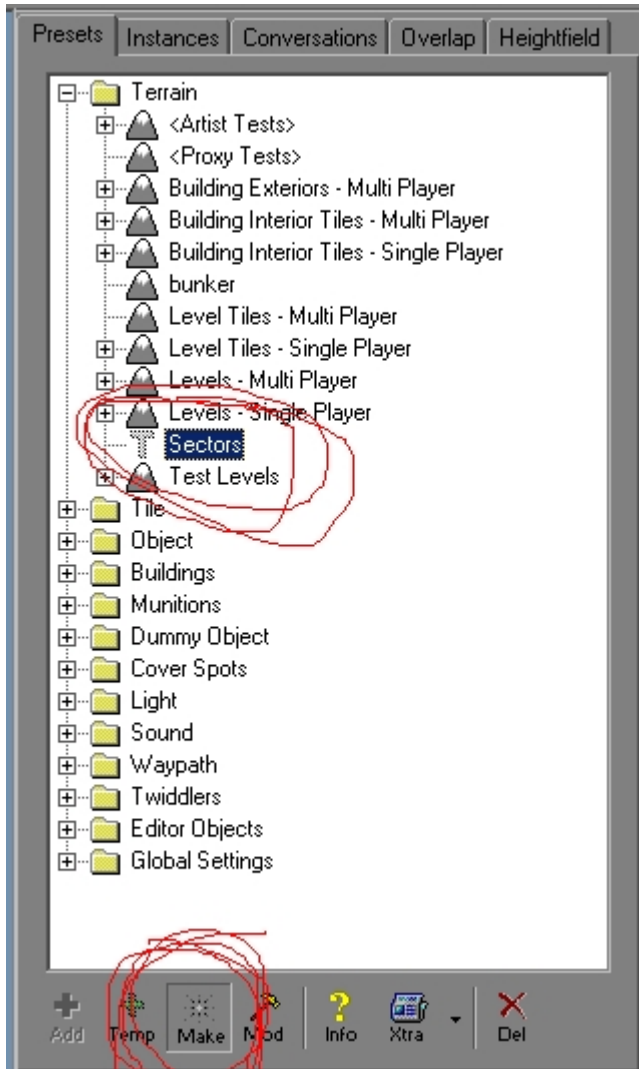 Presets Instances Conversations Overlap Heightfield
Terrain
<Artist Tests>
<Proxy Tests>
Building Exteriors - Multi Player
Building Interior Tiles - Multi Player
Building Interior Tiles - Single Player
bunker
Level Tiles - Multi Player
Level Tiles - Single Player
Levels - Multi Player
Levels - Single Player
Sectors
Test Levels
Tile
Object
Buildings
Munitions
Dummy Object
Cover Spots
Light
Sound
Waypath
Twiddlers
Editor Objects
Global Settings
Add Temp Make Mod Info Xtra Del